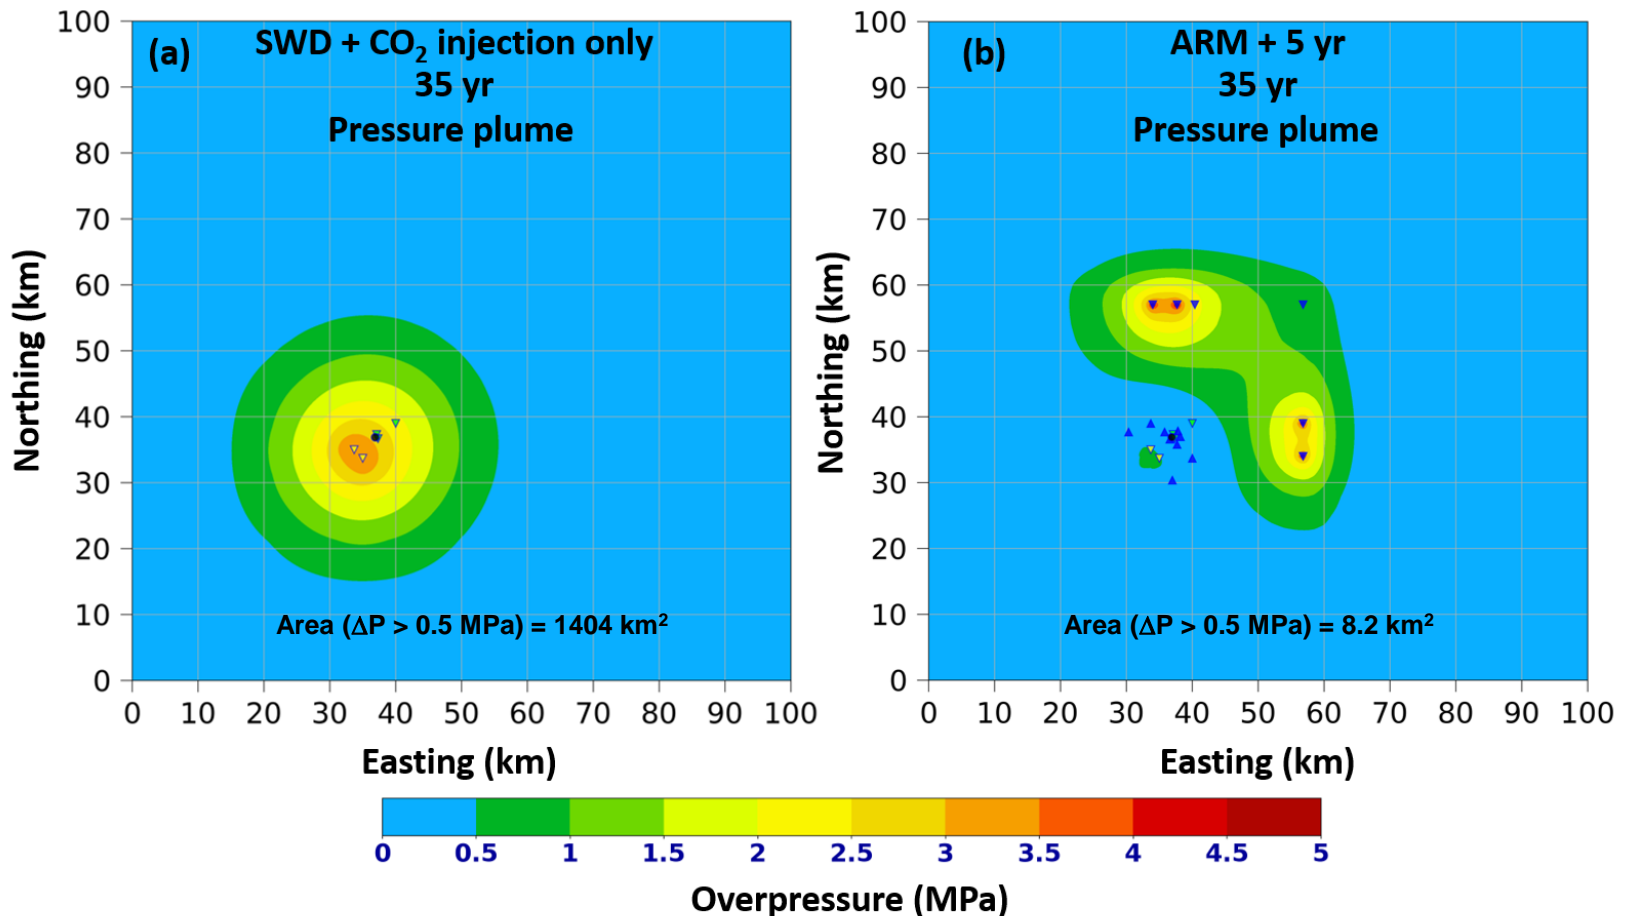 (a)
SWD + CO2 injection only
35 yr
Pressure plume
100
90
80
70
60
50
40
30
20
10
0
Northing (km)
Area (ΔP > 0.5 MPa) = 1404 km²
0 10 20 30 40 50 60 70 80 90 100
Easting (km)
(b)
ARM + 5 yr
35 yr
Pressure plume
100
90
80
70
60
50
40
30
20
10
0
Northing (km)
Area (ΔP > 0.5 MPa) = 8.2 km²
0 10 20 30 40 50 60 70 80 90 100
Easting (km)
0 0.5 1 1.5 2 2.5 3 3.5 4 4.5 5
Overpressure (MPa)